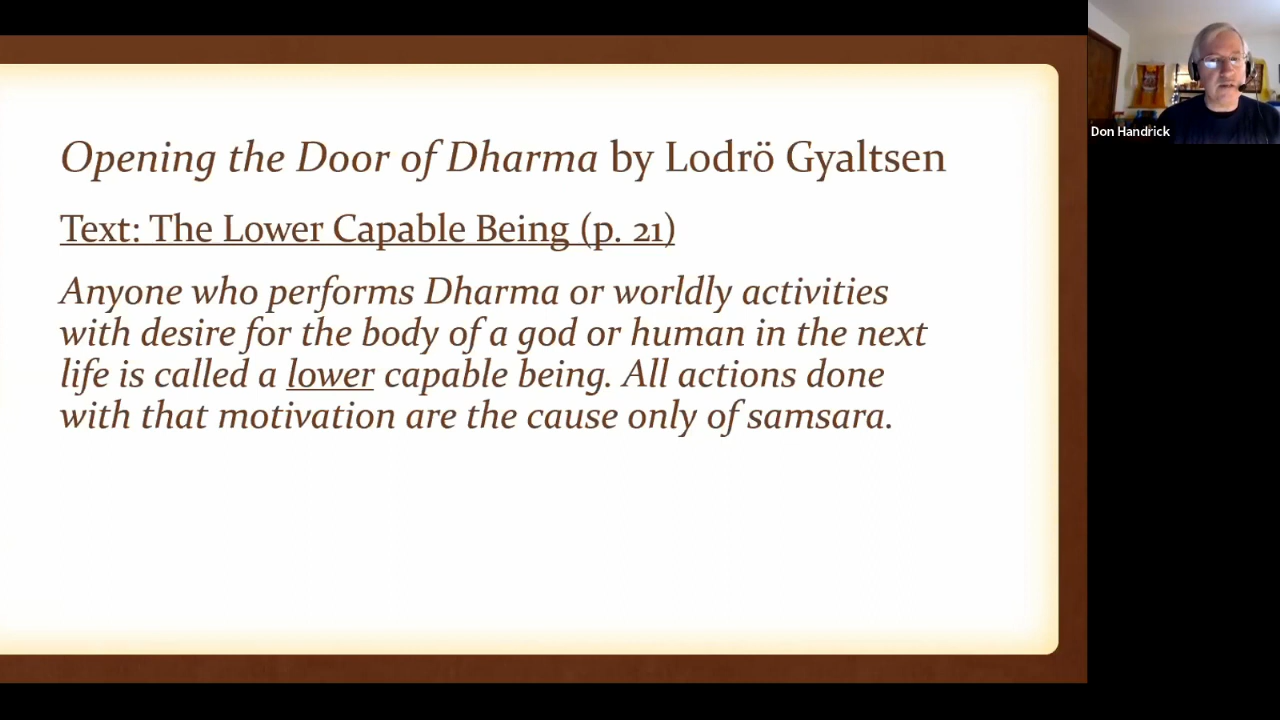 Opening the Door of Dharma by Lodrö Gyaltsen
Text: The Lower Capable Being (p. 21)
Anyone who performs Dharma or worldly activities
with desire for the body of a god or human in the next
life is called a lower capable being. All actions done
with that motivation are the cause only of samsara.
Don Handrick